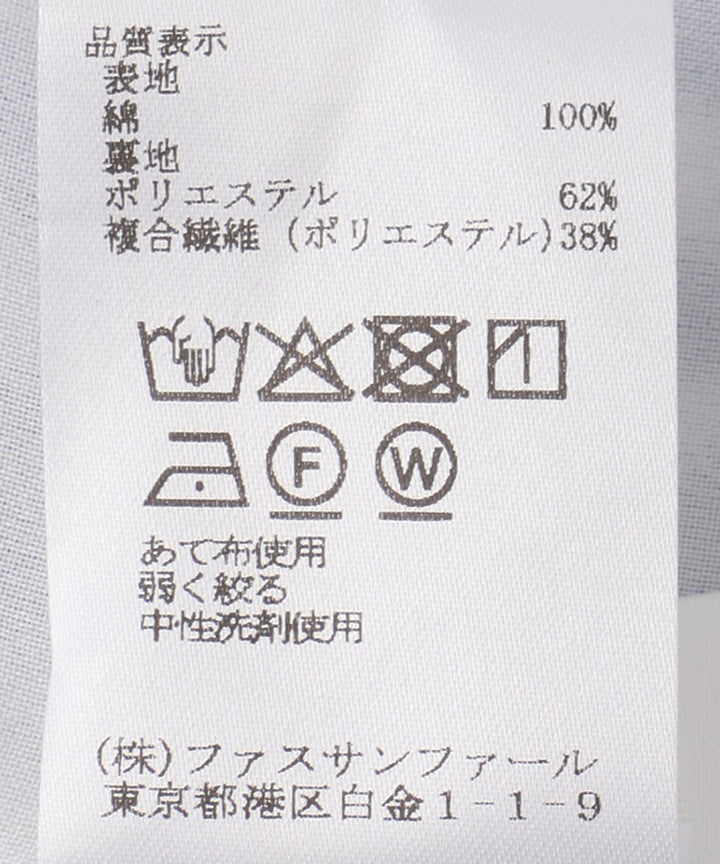 品質表示
表地
綿 100%
裏地
ポリエステル 62%
複合繊維 (ポリエステル)38%
F W
あて布使用
弱く絞る
中性洗剤使用
(株)ファスサンファール
東京都港区白金1-1-9